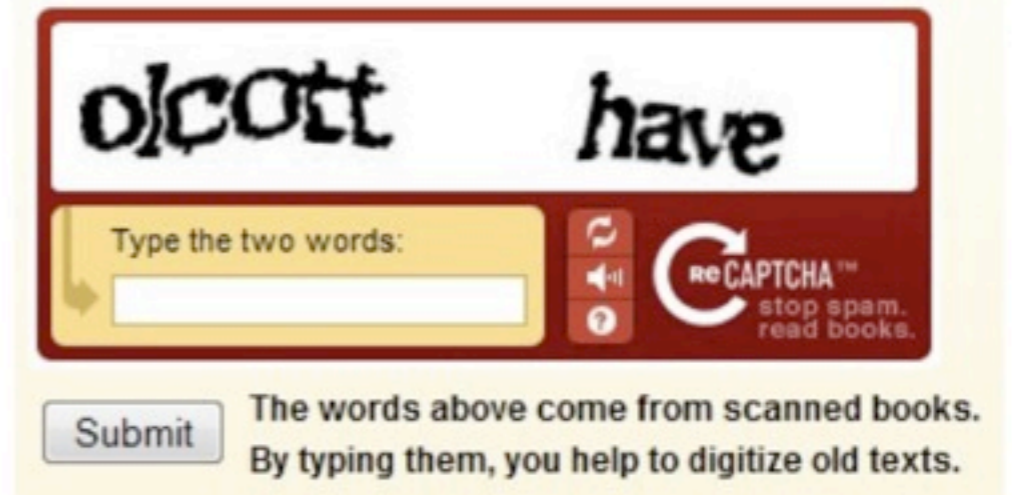 olcott have
Type the two words:
ReCAPTCHA™
stop spam.
read books.
Submit
The words above come from scanned books.
By typing them, you help to digitize old texts.